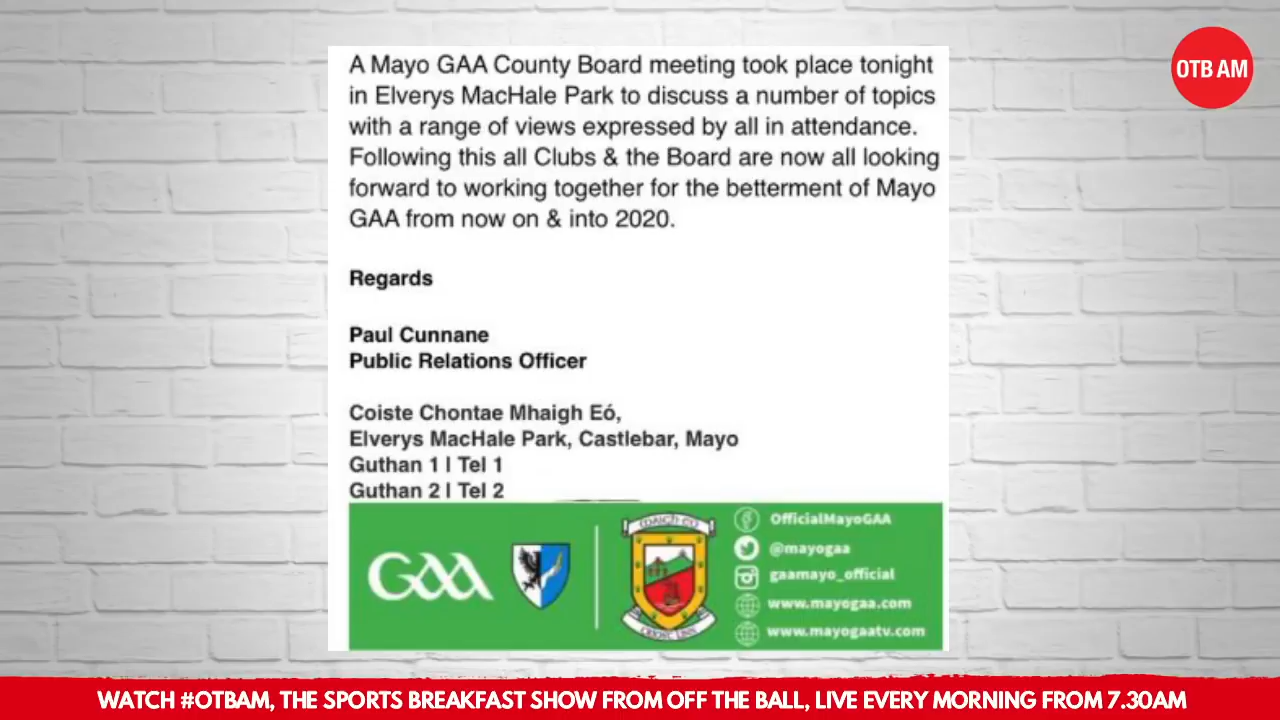 OTB AM
A Mayo GAA County Board meeting took place tonight
in Elverys MacHale Park to discuss a number of topics
with a range of views expressed by all in attendance.
Following this all Clubs & the Board are now all looking
forward to working together for the betterment of Mayo
GAA from now on & into 2020.
Regards
Paul Cunnane
Public Relations Officer
Coiste Chontae Mhaigh Eó,
Elverys MacHale Park, Castlebar, Mayo
Guthan 1 | Tel 1
Guthan 2 | Tel 2
GAA
OfficialMayoGAA
@mayogaa
gaamayo_official
www.mayogaa.com
www.mayogaatv.com
WATCH #OTBAM, THE SPORTS BREAKFAST SHOW FROM OFF THE BALL, LIVE EVERY MORNING FROM 7.30AM